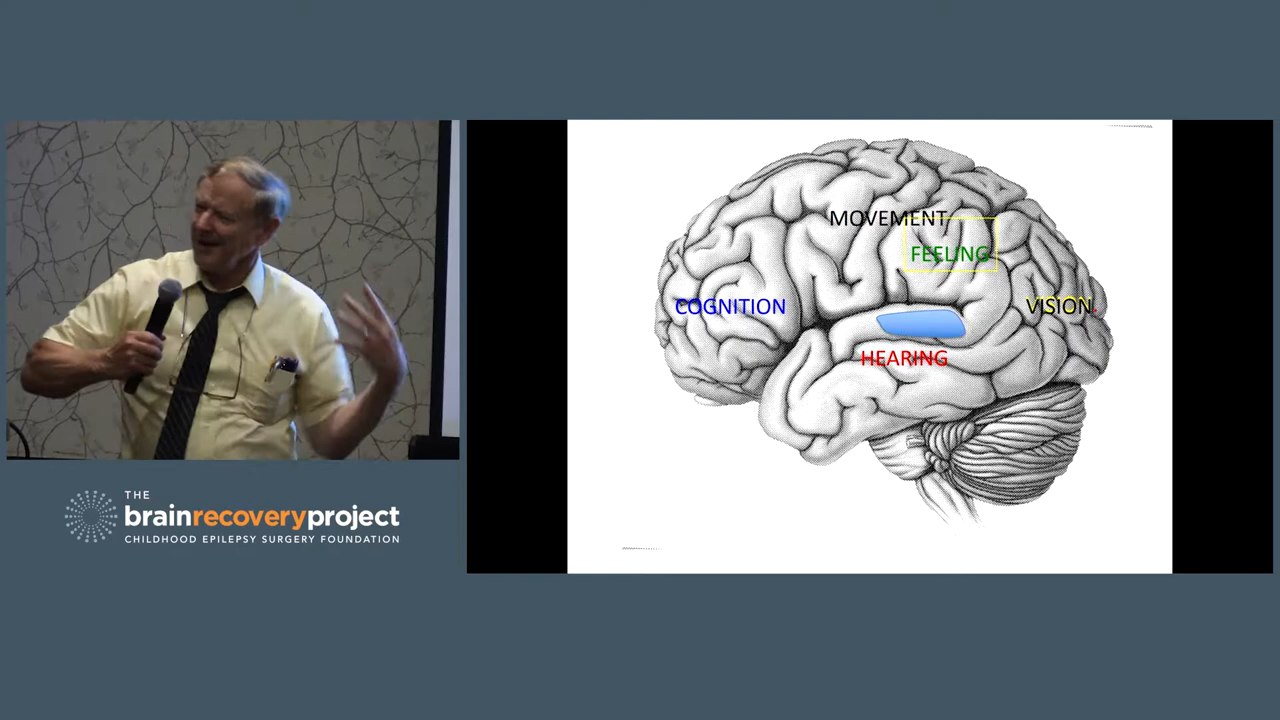 THE
brainrecoveryproject
CHILDHOOD EPILEPSY SURGERY FOUNDATION
MOVEMENT
FEELING
COGNITION
VISION
HEARING